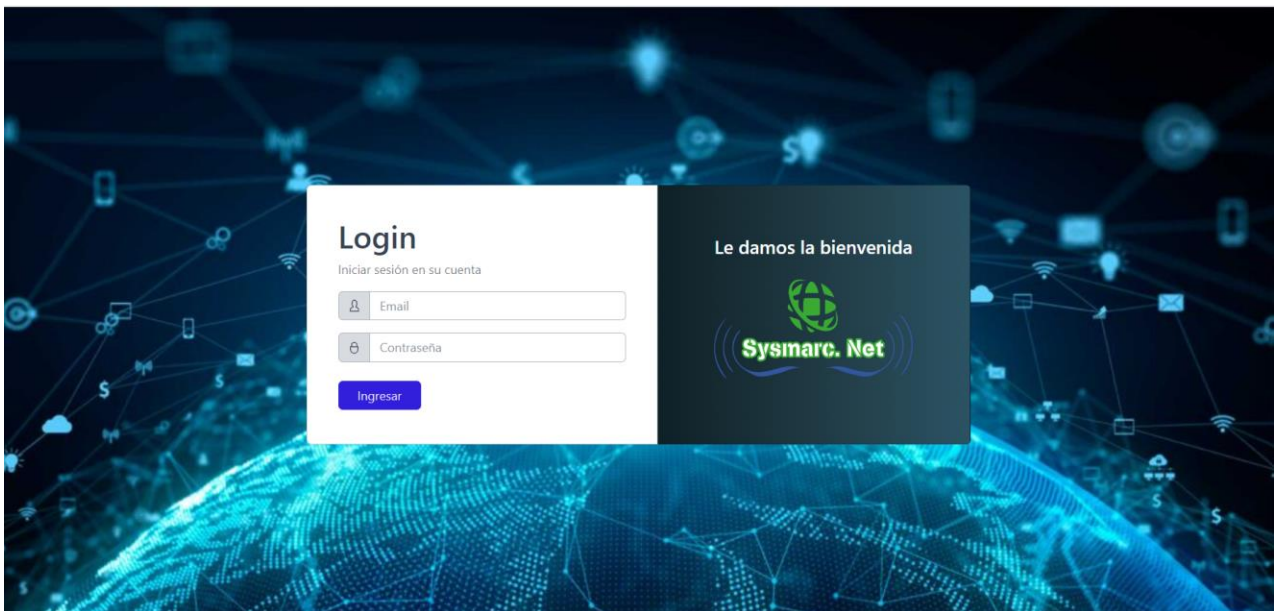 Login
Iniciar sesión en su cuenta
Email
Contraseña
Ingresar
Le damos la bienvenida
Sysmarc. Net